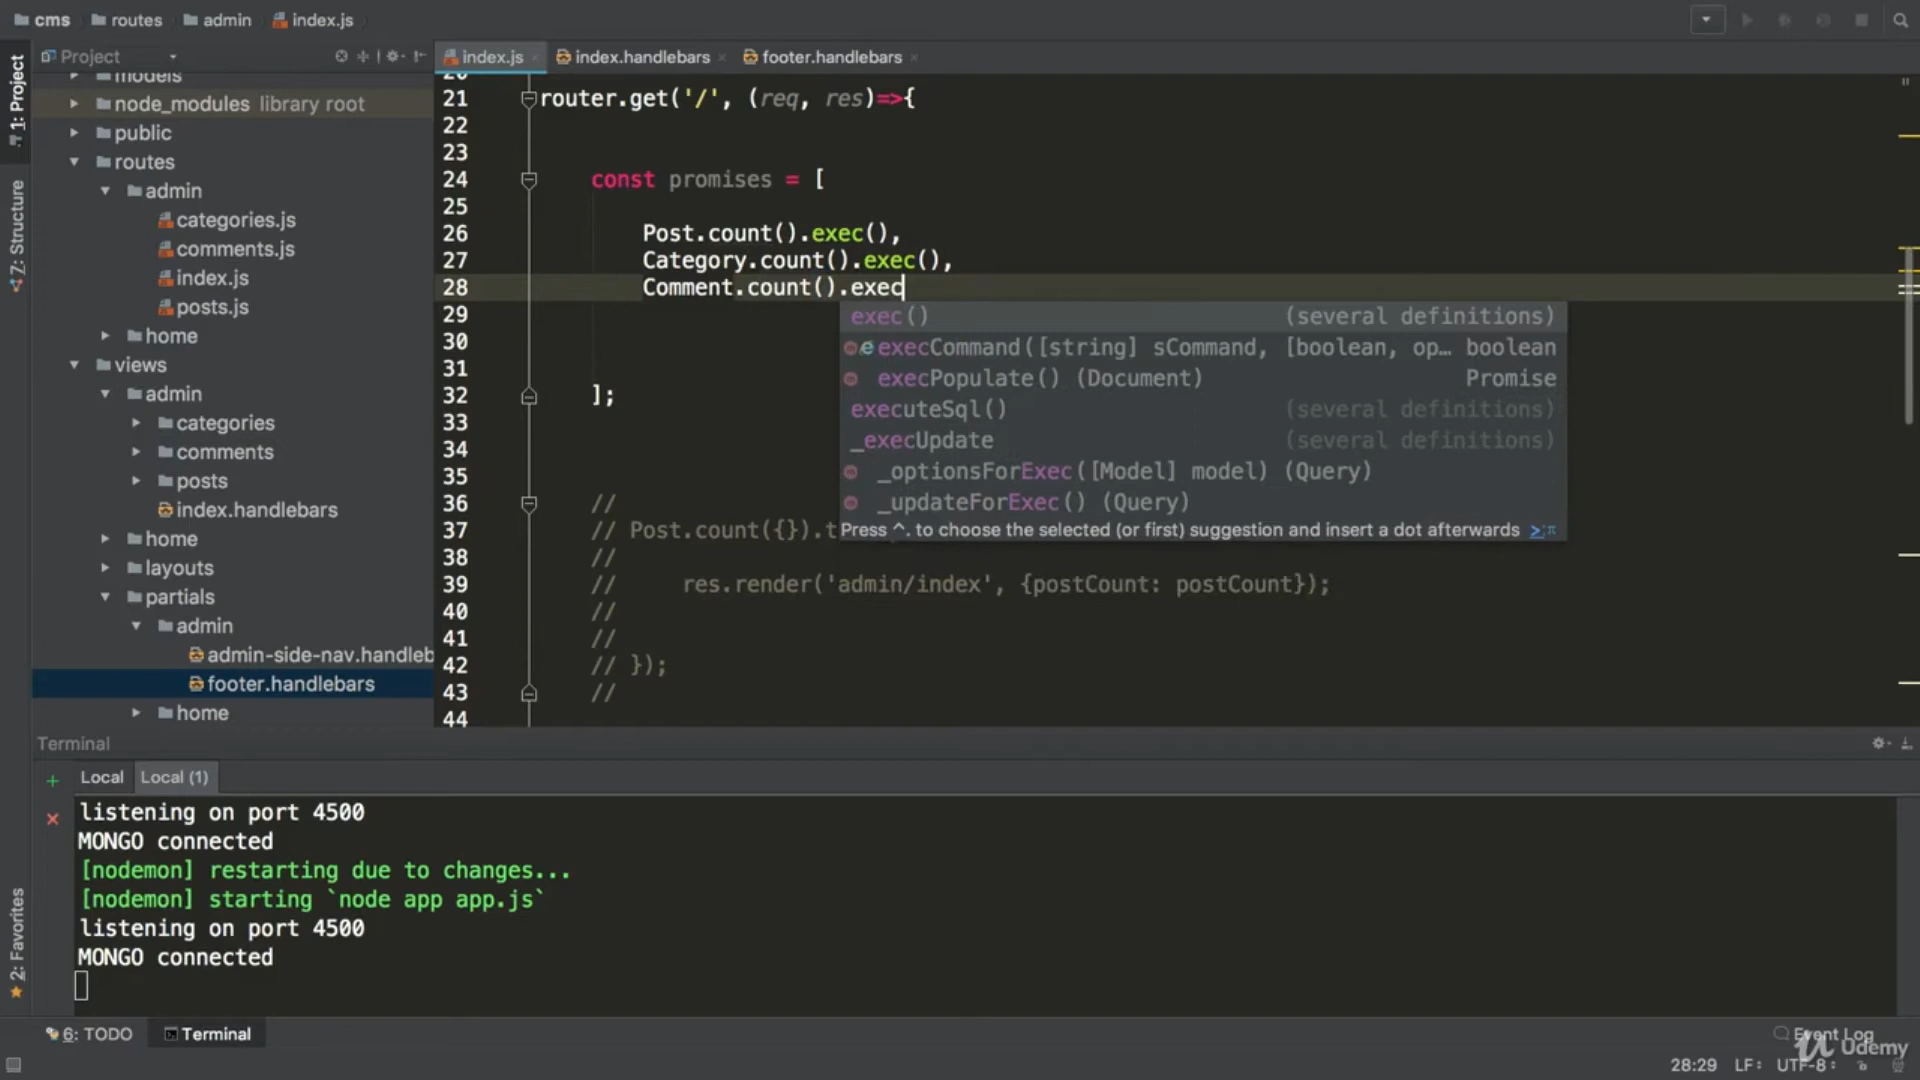 cms routes admin index.js
Project
index.js index.handlebars footer.handlebars
1: Project
Z: Structure
2: Favorites
models
node_modules library root
public
routes
admin
categories.js
comments.js
index.js
posts.js
home
views
admin
categories
comments
posts
index.handlebars
home
layouts
partials
admin
admin-side-nav.handleb
footer.handlebars
home
20
21 router.get('/', (req, res)=>{
22
23
24 const promises = [
25
26 Post.count().exec(),
27 Category.count().exec(),
28 Comment.count().exec
29
30
31
32 ];
33
34
35
36 //
37 // Post.count({}).t
38 //
39 // res.render('admin/index', {postCount: postCount});
40 //
41 //
42 // });
43 //
44
exec() (several definitions)
execCommand([string] sCommand, [boolean, op… boolean
execPopulate() (Document) Promise
executeSql() (several definitions)
_execUpdate (several definitions)
_optionsForExec([Model] model) (Query)
_updateForExec() (Query)
Press ^. to choose the selected (or first) suggestion and insert a dot afterwards >> π
Terminal
Local Local (1)
listening on port 4500
MONGO connected
[nodemon] restarting due to changes...
[nodemon] starting `node app app.js`
listening on port 4500
MONGO connected
6: TODO Terminal Event Log
Udemy
28:29 LF: UTF-8: